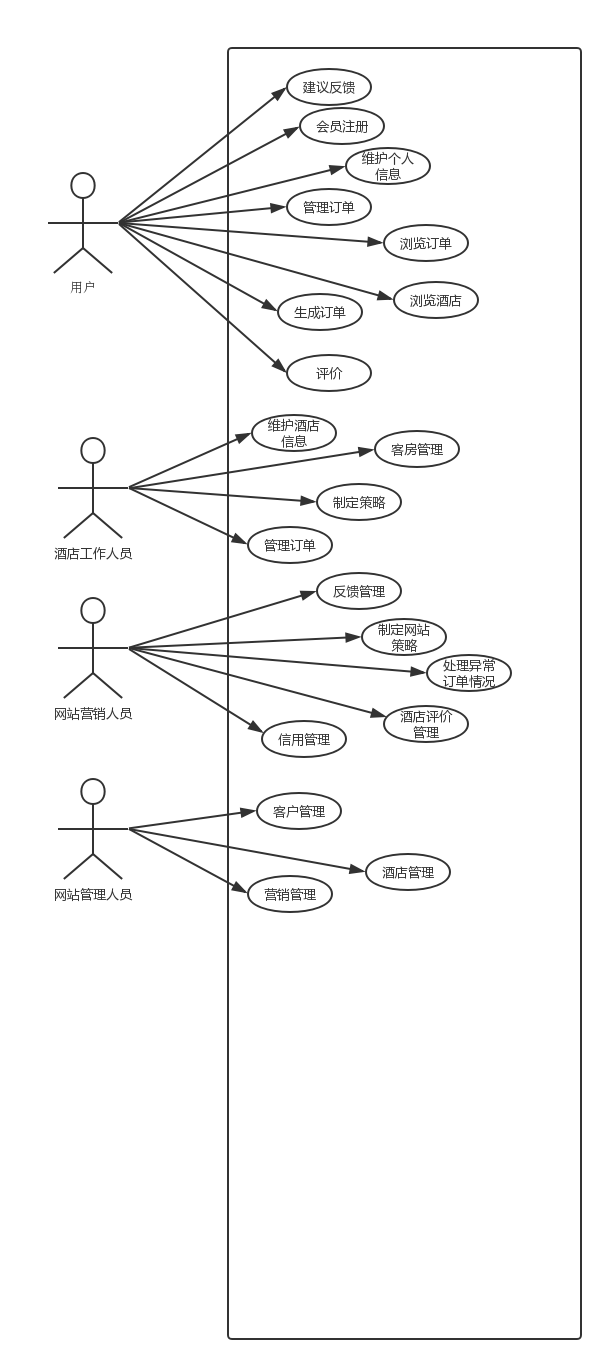 建议反馈
会员注册
维护个人
信息
管理订单
浏览订单
浏览酒店
生成订单
评价
用户
维护酒店
信息
客房管理
制定策略
管理订单
酒店工作人员
反馈管理
制定网站
策略
处理异常
订单情况
酒店评价
管理
信用管理
网站营销人员
客户管理
酒店管理
营销管理
网站管理人员